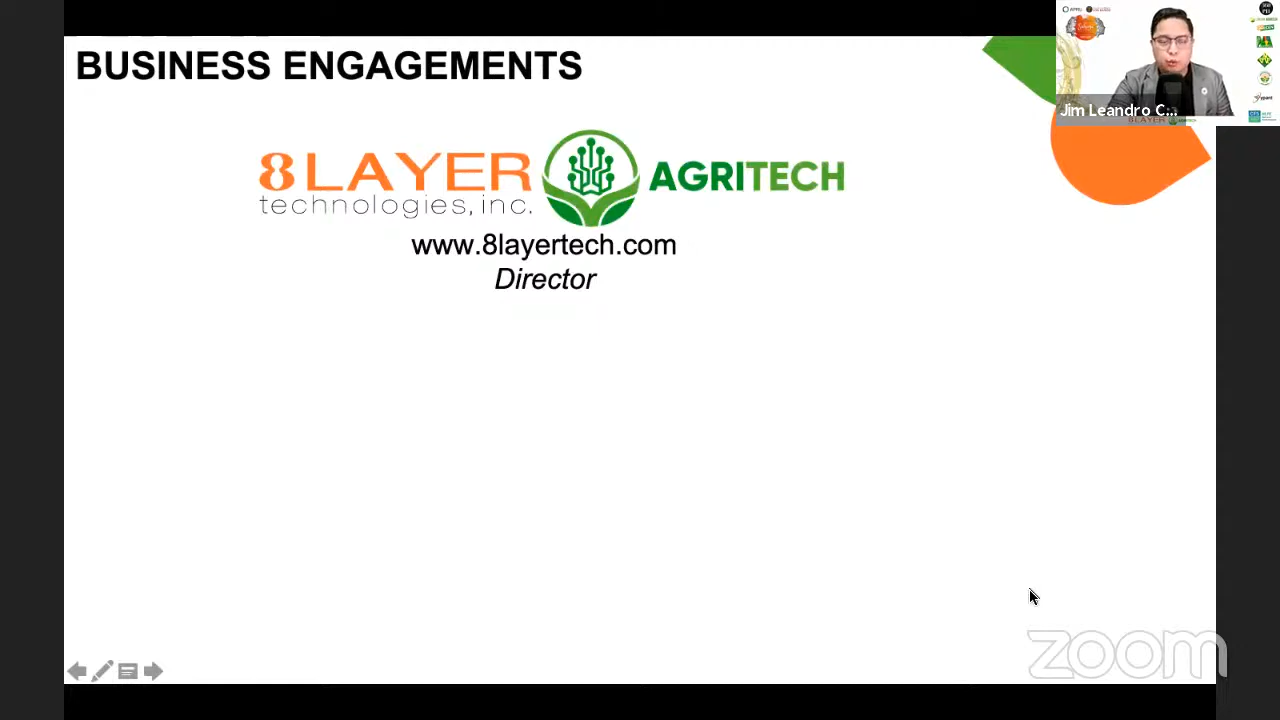 BUSINESS ENGAGEMENTS
8LAYER
technologies, inc.
AGRITECH
www.8layertech.com
Director
Jim Leandro C...
zoom